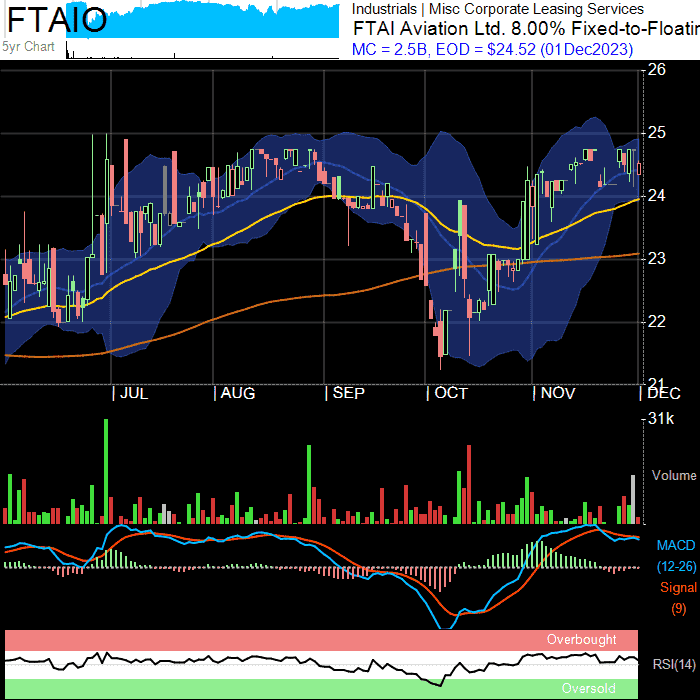 FTAIO
5yr Chart
Industrials | Misc Corporate Leasing Services
FTAI Aviation Ltd. 8.00% Fixed-to-Floatin
MC = 2.5B, EOD = $24.52 (01Dec2023)
26
25
24
23
22
21
JUL
AUG
SEP
OCT
NOV
DEC
31k
Volume
MACD
(12-26)
Signal
(9)
Overbought
RSI(14)
Oversold